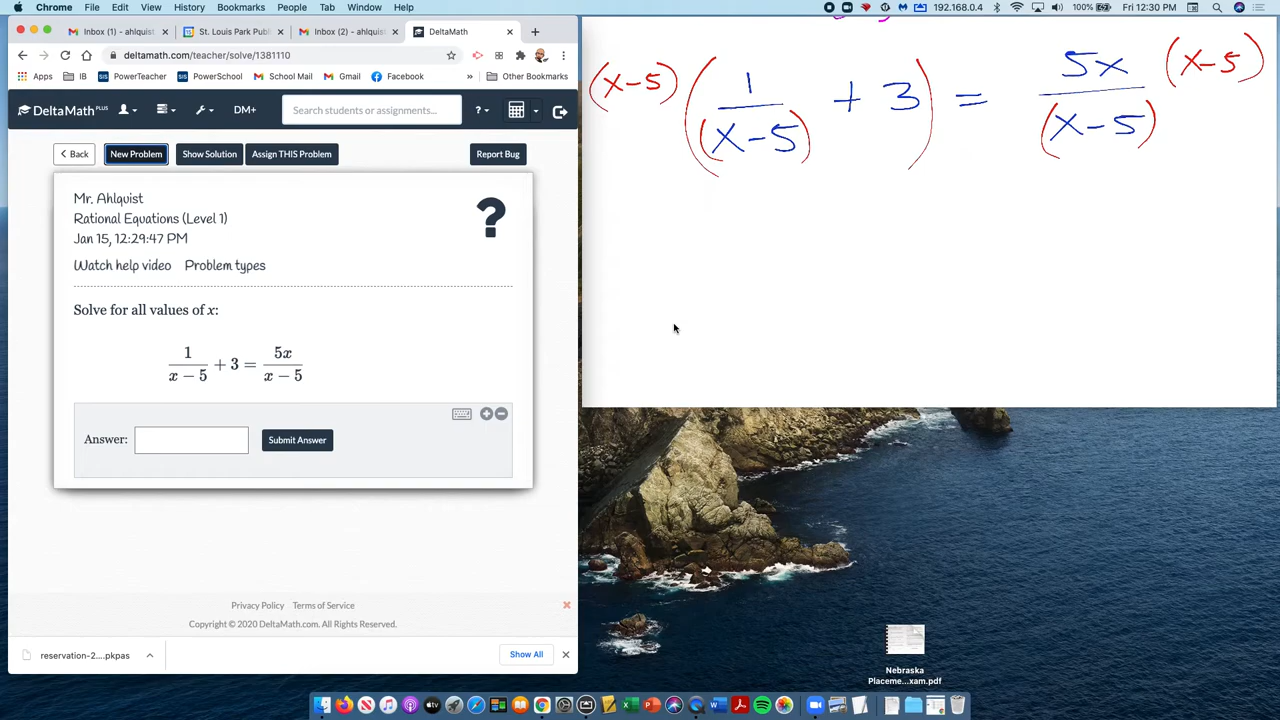 Chrome File Edit View History Bookmarks People Tab Window Help 192.168.0.4 100% Fri 12:30 PM
Inbox (1) - ahlquis St. Louis Park Publi Inbox (2) - ahlquis DeltaMath
deltamath.com/teacher/solve/1381110
Apps IB PowerTeacher PowerSchool School Mail Gmail Facebook » Other Bookmarks
DeltaMath PLUS DM+ Search students or assignments... ?
Back New Problem Show Solution Assign THIS Problem Report Bug
Mr. Ahlquist
Rational Equations (Level 1)
Jan 15, 12:29:47 PM
Watch help video Problem types
?
Solve for all values of x:
1/(x − 5) + 3 = 5x/(x − 5)
Answer: Submit Answer
Privacy Policy Terms of Service
Copyright © 2020 DeltaMath.com. All Rights Reserved.
reservation-2....pkpas Show All
(x-5) (1/(x-5) + 3) = 5x/(x-5) (x-5)
Nebraska
Placeme...xam.pdf